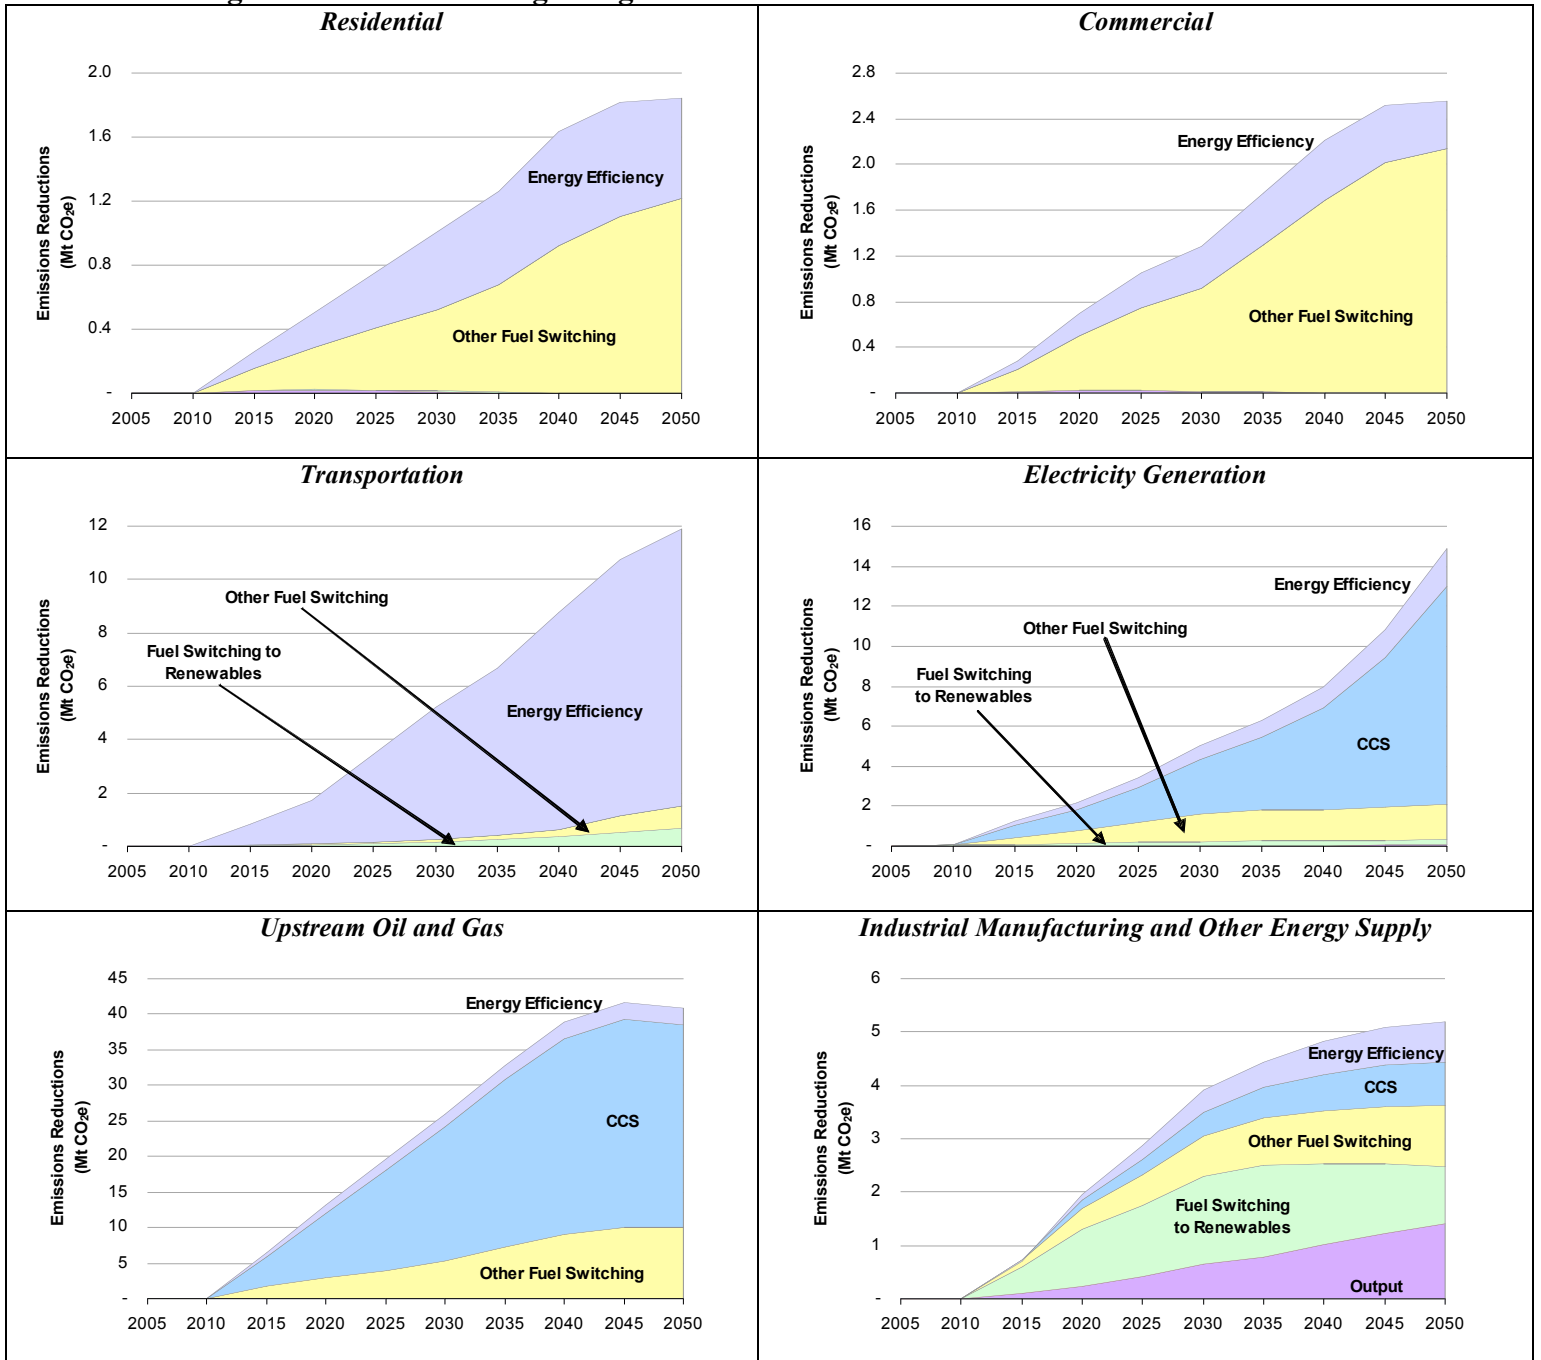 Residential
2.0
1.6
1.2
0.8
0.4
-
Emissions Reductions
(Mt CO2e)
Energy Efficiency
Other Fuel Switching
2005 2010 2015 2020 2025 2030 2035 2040 2045 2050
Commercial
2.8
2.4
2.0
1.6
1.2
0.8
0.4
-
Emissions Reductions
(Mt CO2e)
Energy Efficiency
Other Fuel Switching
2005 2010 2015 2020 2025 2030 2035 2040 2045 2050
Transportation
12
10
8
6
4
2
-
Emissions Reductions
(Mt CO2e)
Other Fuel Switching
Fuel Switching to
Renewables
Energy Efficiency
2005 2010 2015 2020 2025 2030 2035 2040 2045 2050
Electricity Generation
16
14
12
10
8
6
4
2
-
Emissions Reductions
(Mt CO2e)
Energy Efficiency
Other Fuel Switching
Fuel Switching
to Renewables
CCS
2005 2010 2015 2020 2025 2030 2035 2040 2045 2050
Upstream Oil and Gas
45
40
35
30
25
20
15
10
5
-
Emissions Reductions
(Mt CO2e)
Energy Efficiency
CCS
Other Fuel Switching
2005 2010 2015 2020 2025 2030 2035 2040 2045 2050
Industrial Manufacturing and Other Energy Supply
6
5
4
3
2
1
-
Emissions Reductions
(Mt CO2e)
Energy Efficiency
CCS
Other Fuel Switching
Fuel Switching
to Renewables
Output
2005 2010 2015 2020 2025 2030 2035 2040 2045 2050